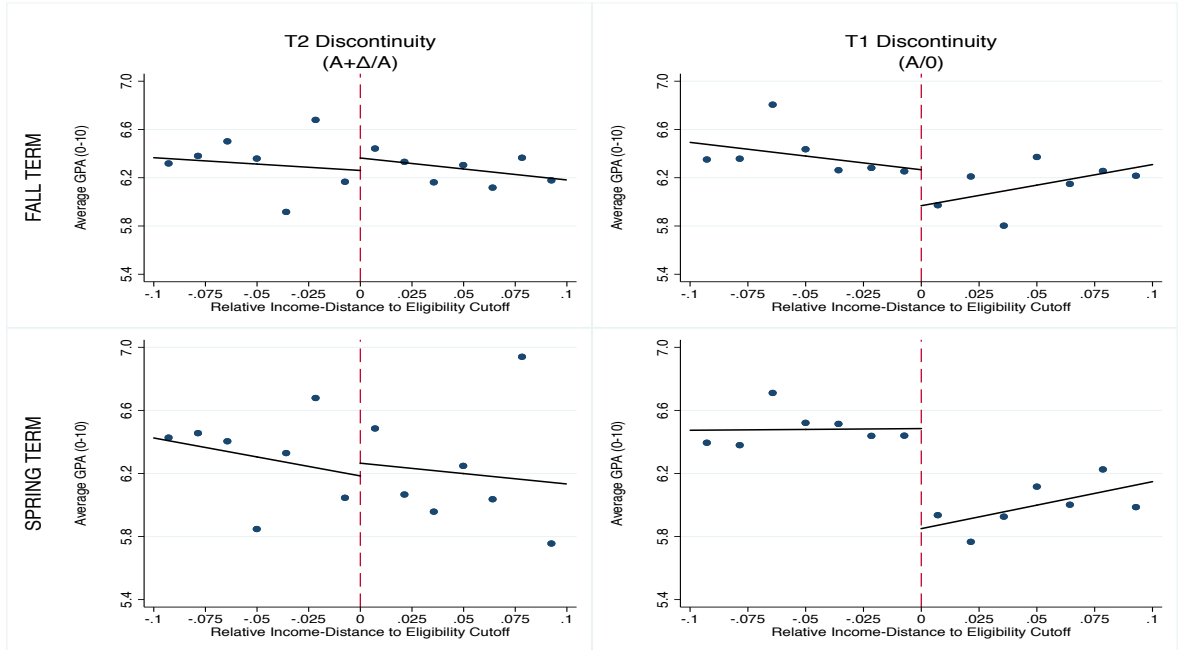 T2 Discontinuity
(A+Δ/A)
T1 Discontinuity
(A/0)
FALL TERM
Average GPA (0-10)
7.0
6.6
6.2
5.8
5.4
-.1 -.075 -.05 -.025 0 .025 .05 .075 .1
Relative Income-Distance to Eligibility Cutoff
Average GPA (0-10)
7.0
6.6
6.2
5.8
5.4
-.1 -.075 -.05 -.025 0 .025 .05 .075 .1
Relative Income-Distance to Eligibility Cutoff
SPRING TERM
Average GPA (0-10)
7.0
6.6
6.2
5.8
5.4
-.1 -.075 -.05 -.025 0 .025 .05 .075 .1
Relative Income-Distance to Eligibility Cutoff
Average GPA (0-10)
7.0
6.6
6.2
5.8
5.4
-.1 -.075 -.05 -.025 0 .025 .05 .075 .1
Relative Income-Distance to Eligibility Cutoff